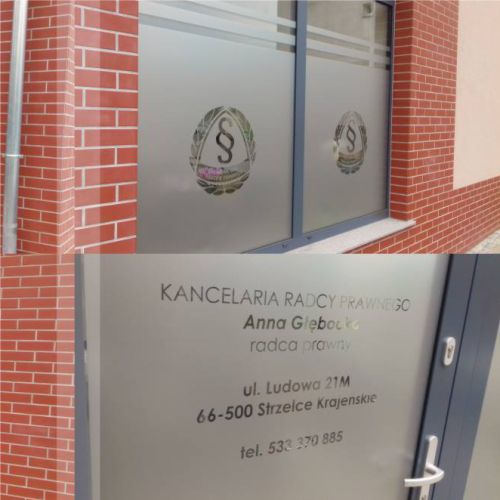 §
§
KANCELARIA RADCY PRAWNEGO
Anna Głębocka
radca prawny
ul. Ludowa 21M
66-500 Strzelce Krajeńskie
tel. 533 370 885